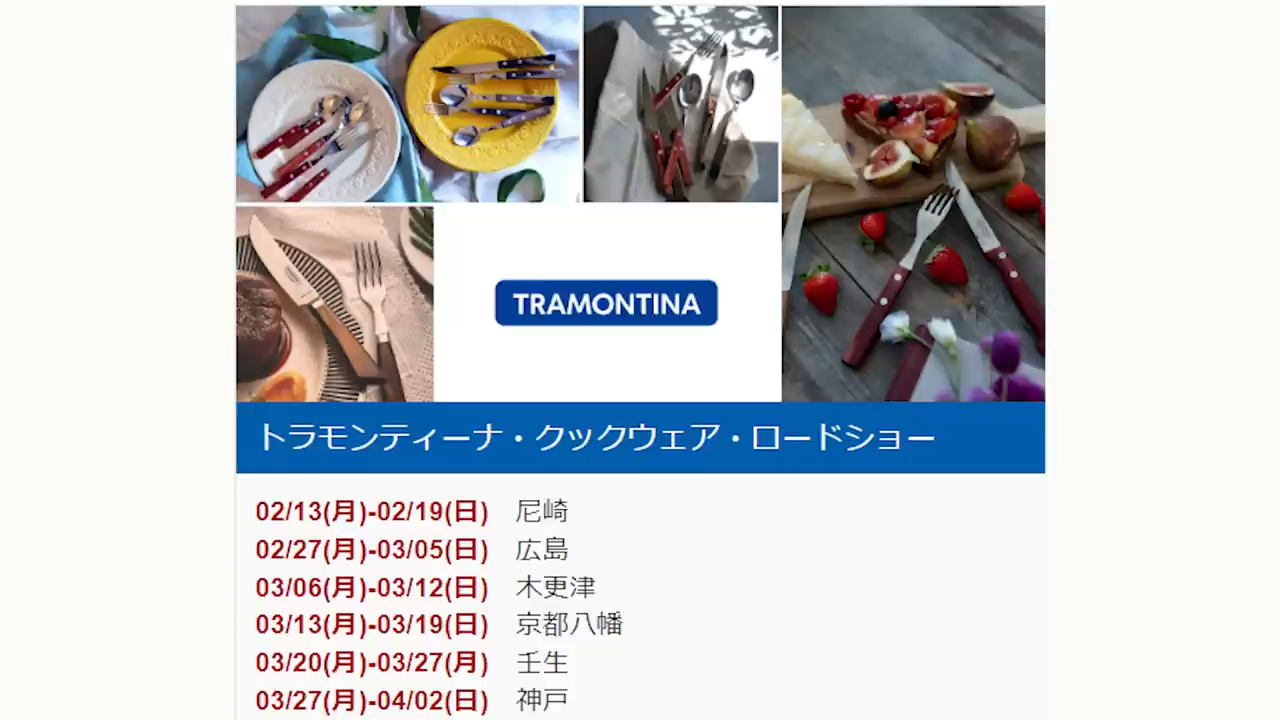 TRAMONTINA
トラモンティーナ・クックウェア・ロードショー
02/13(月)-02/19(日) 尼崎
02/27(月)-03/05(日) 広島
03/06(月)-03/12(日) 木更津
03/13(月)-03/19(日) 京都八幡
03/20(月)-03/27(月) 壬生
03/27(月)-04/02(日) 神戸